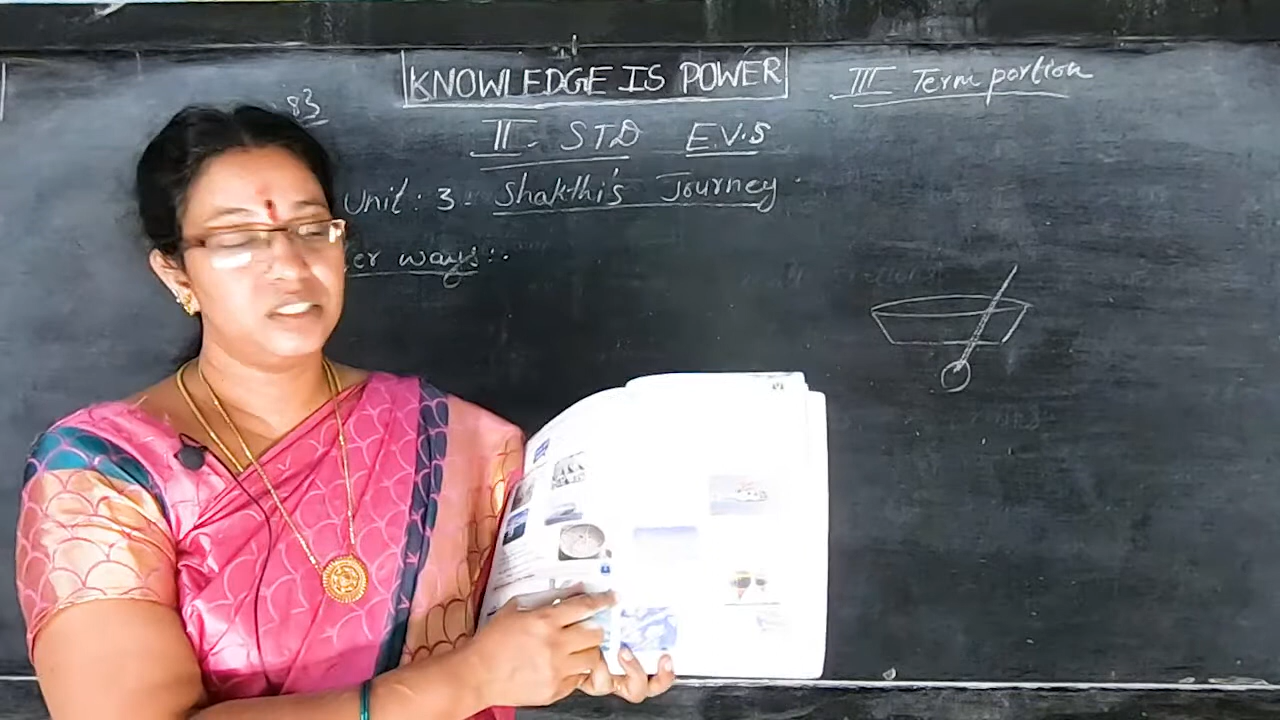 KNOWLEDGE IS POWER
III Term portion
83
II - STD E.V.S
Unit : 3. Shakthi's Journey.
er ways:-